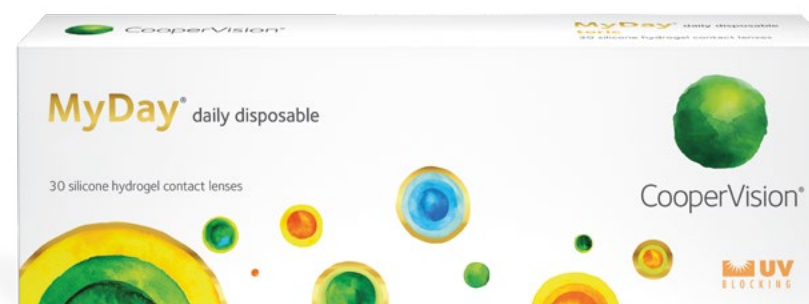 CooperVision®
MyDay® daily disposable
toric
30 silicone hydrogel contact lenses
MyDay® daily disposable
30 silicone hydrogel contact lenses
CooperVision®
UV
BLOCKING